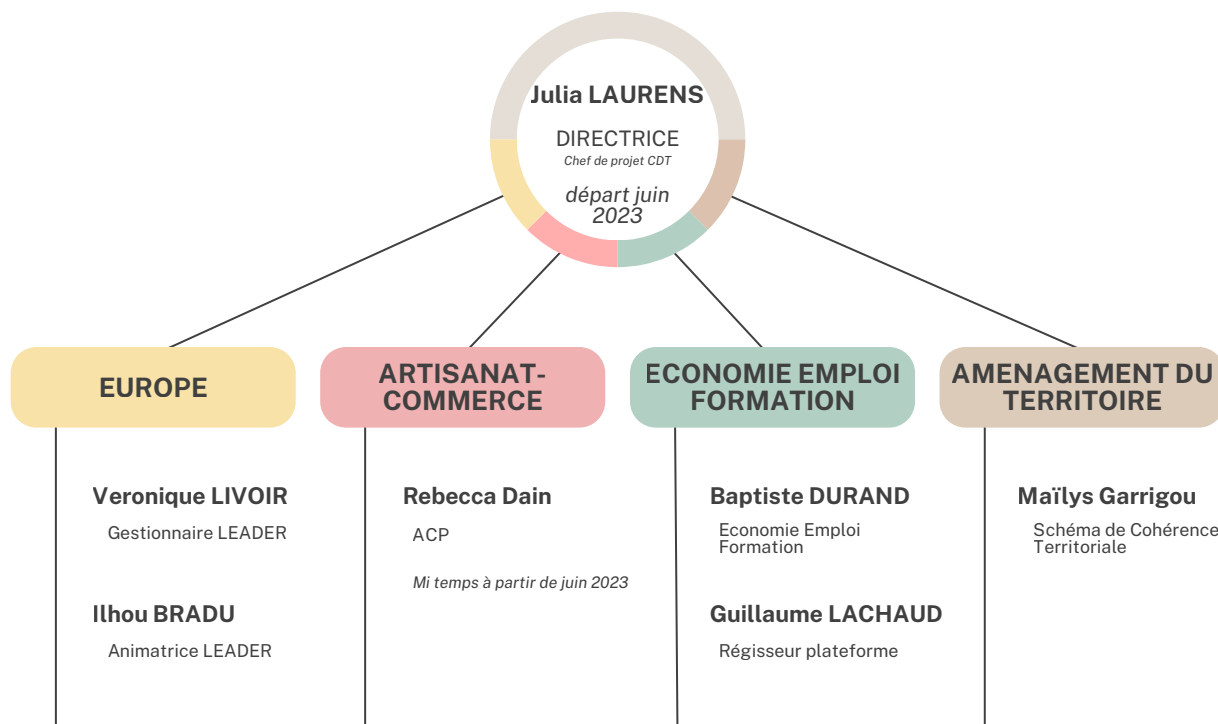 Julia LAURENS
DIRECTRICE
Chef de projet CDT
départ juin
2023
EUROPE
ARTISANAT-
COMMERCE
ECONOMIE EMPLOI
FORMATION
AMENAGEMENT DU
TERRITOIRE
Veronique LIVOIR
Gestionnaire LEADER
Ilhou BRADU
Animatrice LEADER
Rebecca Dain
ACP
Mi temps à partir de juin 2023
Baptiste DURAND
Economie Emploi
Formation
Guillaume LACHAUD
Régisseur plateforme
Maïlys Garrigou
Schéma de Cohérence
Territoriale